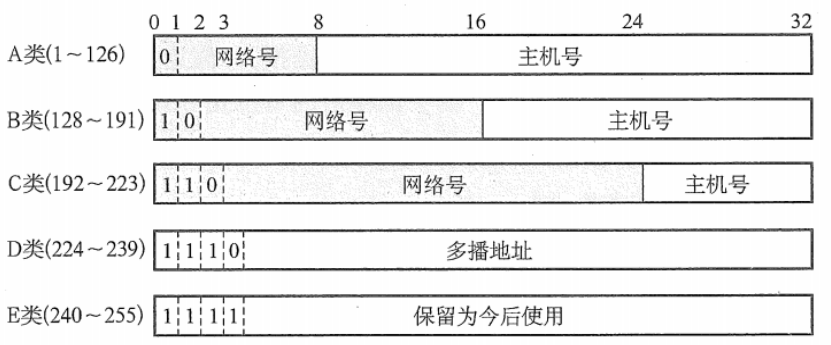 0 1 2 3 8 16 24 32
A类(1～126) 0 网络号 主机号
B类(128～191) 1 0 网络号 主机号
C类(192～223) 1 1 0 网络号 主机号
D类(224～239) 1 1 1 0 多播地址
E类(240～255) 1 1 1 1 保留为今后使用